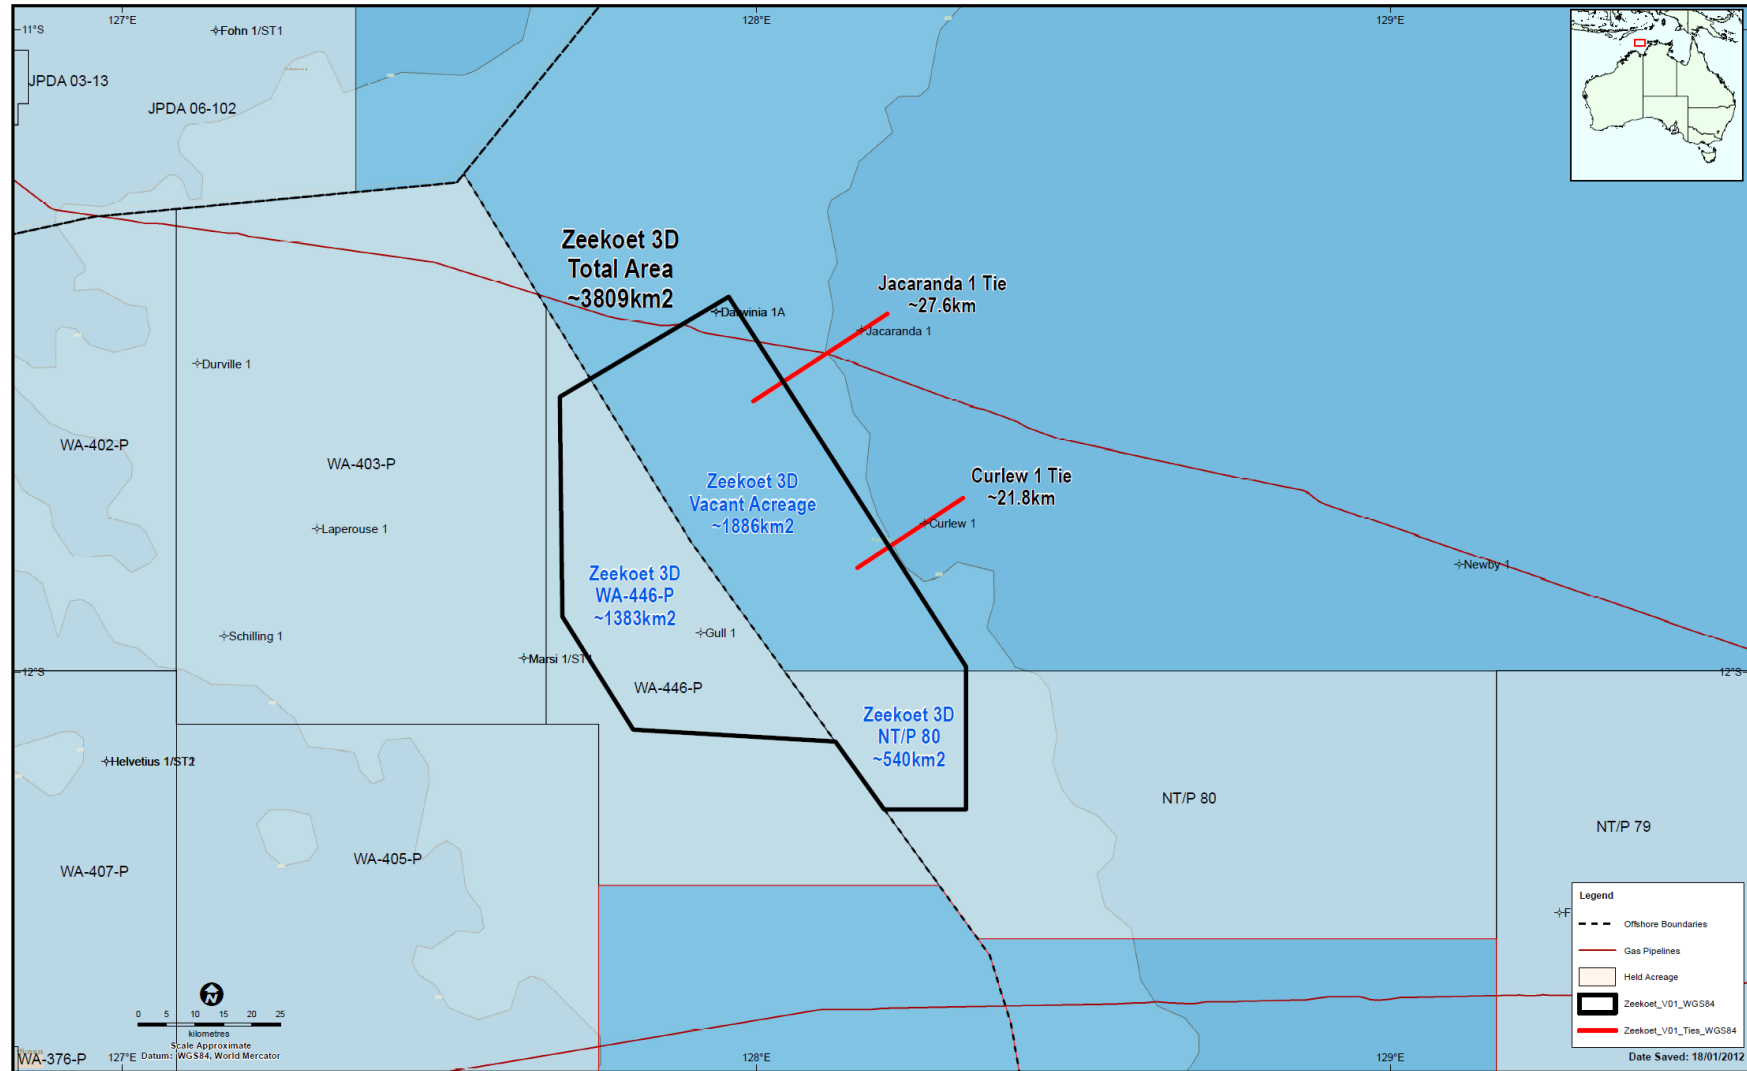 127°E
128°E
129°E
11°S
Fohn 1/ST1
JPDA 03-13
JPDA 06-102
Zeekoet 3D
Total Area
~3809km2
Jacaranda 1 Tie
~27.6km
Darwinia 1A
Jacaranda 1
Durville 1
WA-402-P
WA-403-P
Zeekoet 3D
Vacant Acreage
~1886km2
Curlew 1 Tie
~21.8km
Curlew 1
Laperouse 1
Newby 1
Zeekoet 3D
WA-446-P
~1383km2
Gull 1
Schilling 1
Marsi 1/ST1
12°S
12°S
WA-446-P
Zeekoet 3D
NT/P 80
~540km2
Helvetius 1/ST2
NT/P 80
NT/P 79
WA-405-P
WA-407-P
F
Legend
Offshore Boundaries
Gas Pipelines
Held Acreage
Zeekoet_V01_WGS84
Zeekoet_V01_Ties_WGS84
N
0 5 10 15 20 25
kilometres
Scale Approximate
Datum: WGS84, World Mercator
WA-376-P
127°E
128°E
129°E
Date Saved: 18/01/2012